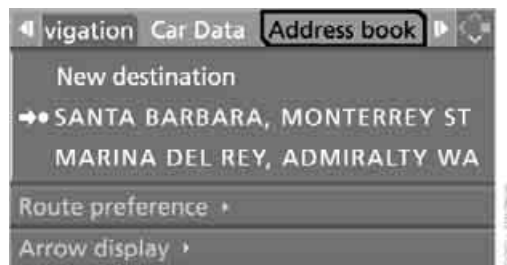 vigation Car Data Address book
New destination
SANTA BARBARA, MONTERREY ST
MARINA DEL REY, ADMIRALTY WA
Route preference
Arrow display